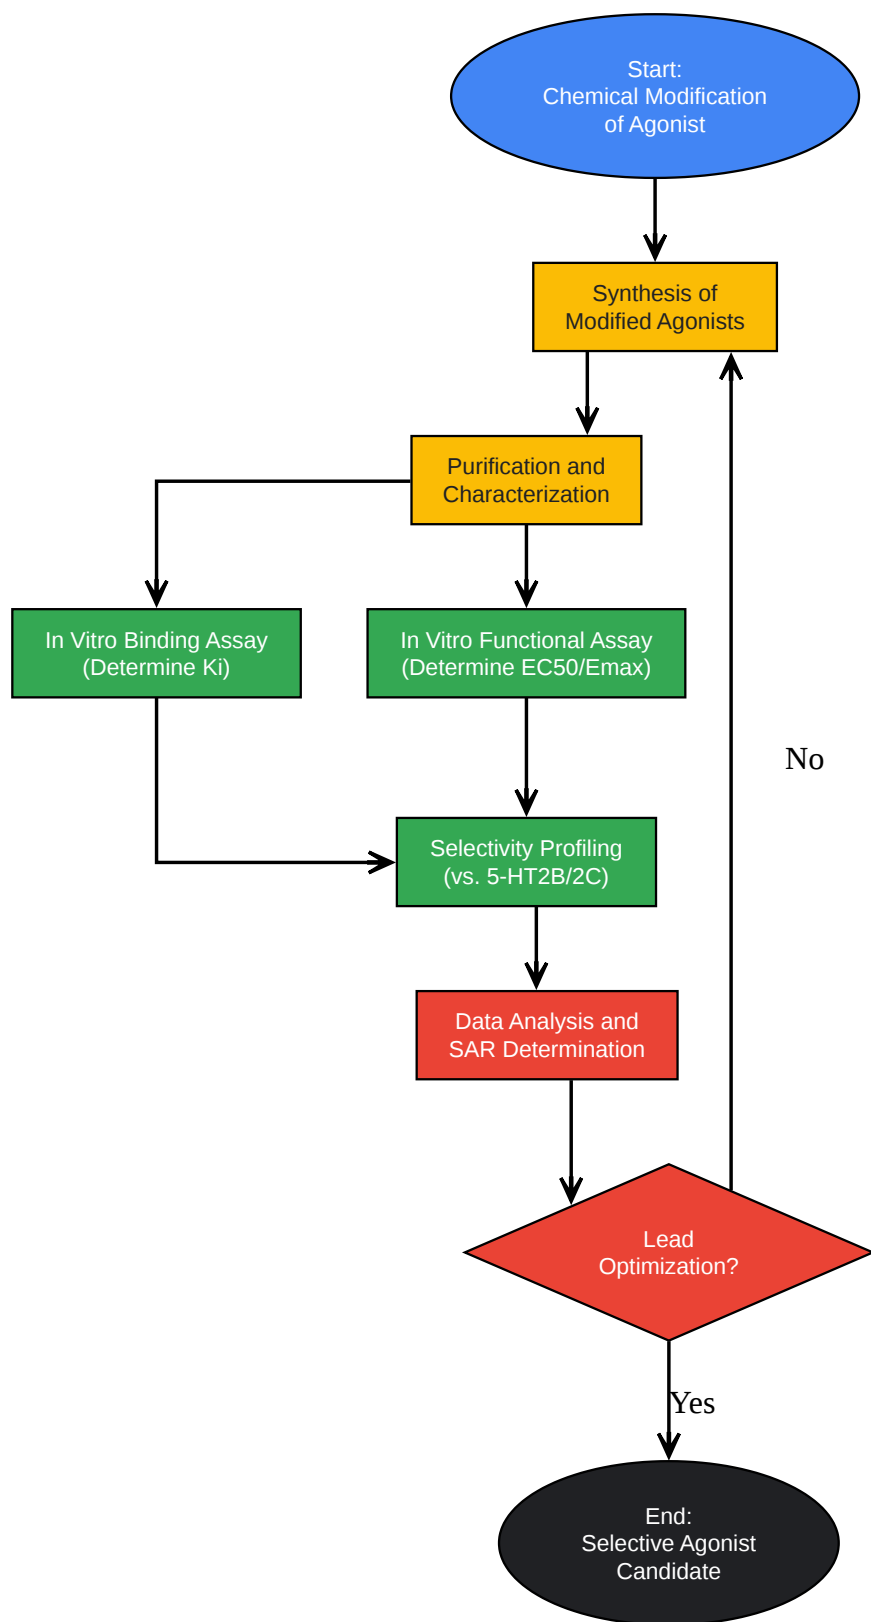 Start:
Chemical Modification
of Agonist
Synthesis of
Modified Agonists
Purification and
Characterization
In Vitro Binding Assay
(Determine Ki)
In Vitro Functional Assay
(Determine EC50/Emax)
No
Selectivity Profiling
(vs. 5-HT2B/2C)
Data Analysis and
SAR Determination
Lead
Optimization?
Yes
End:
Selective Agonist
Candidate